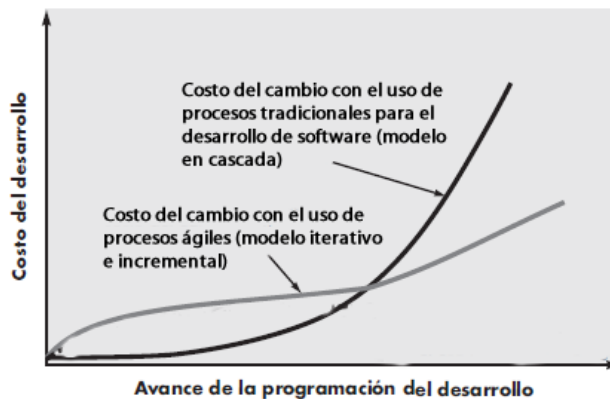 Costo del desarrollo
Costo del cambio con el uso de
procesos tradicionales para el
desarrollo de software (modelo
en cascada)
Costo del cambio con el uso de
procesos ágiles (modelo iterativo
e incremental)
Avance de la programación del desarrollo